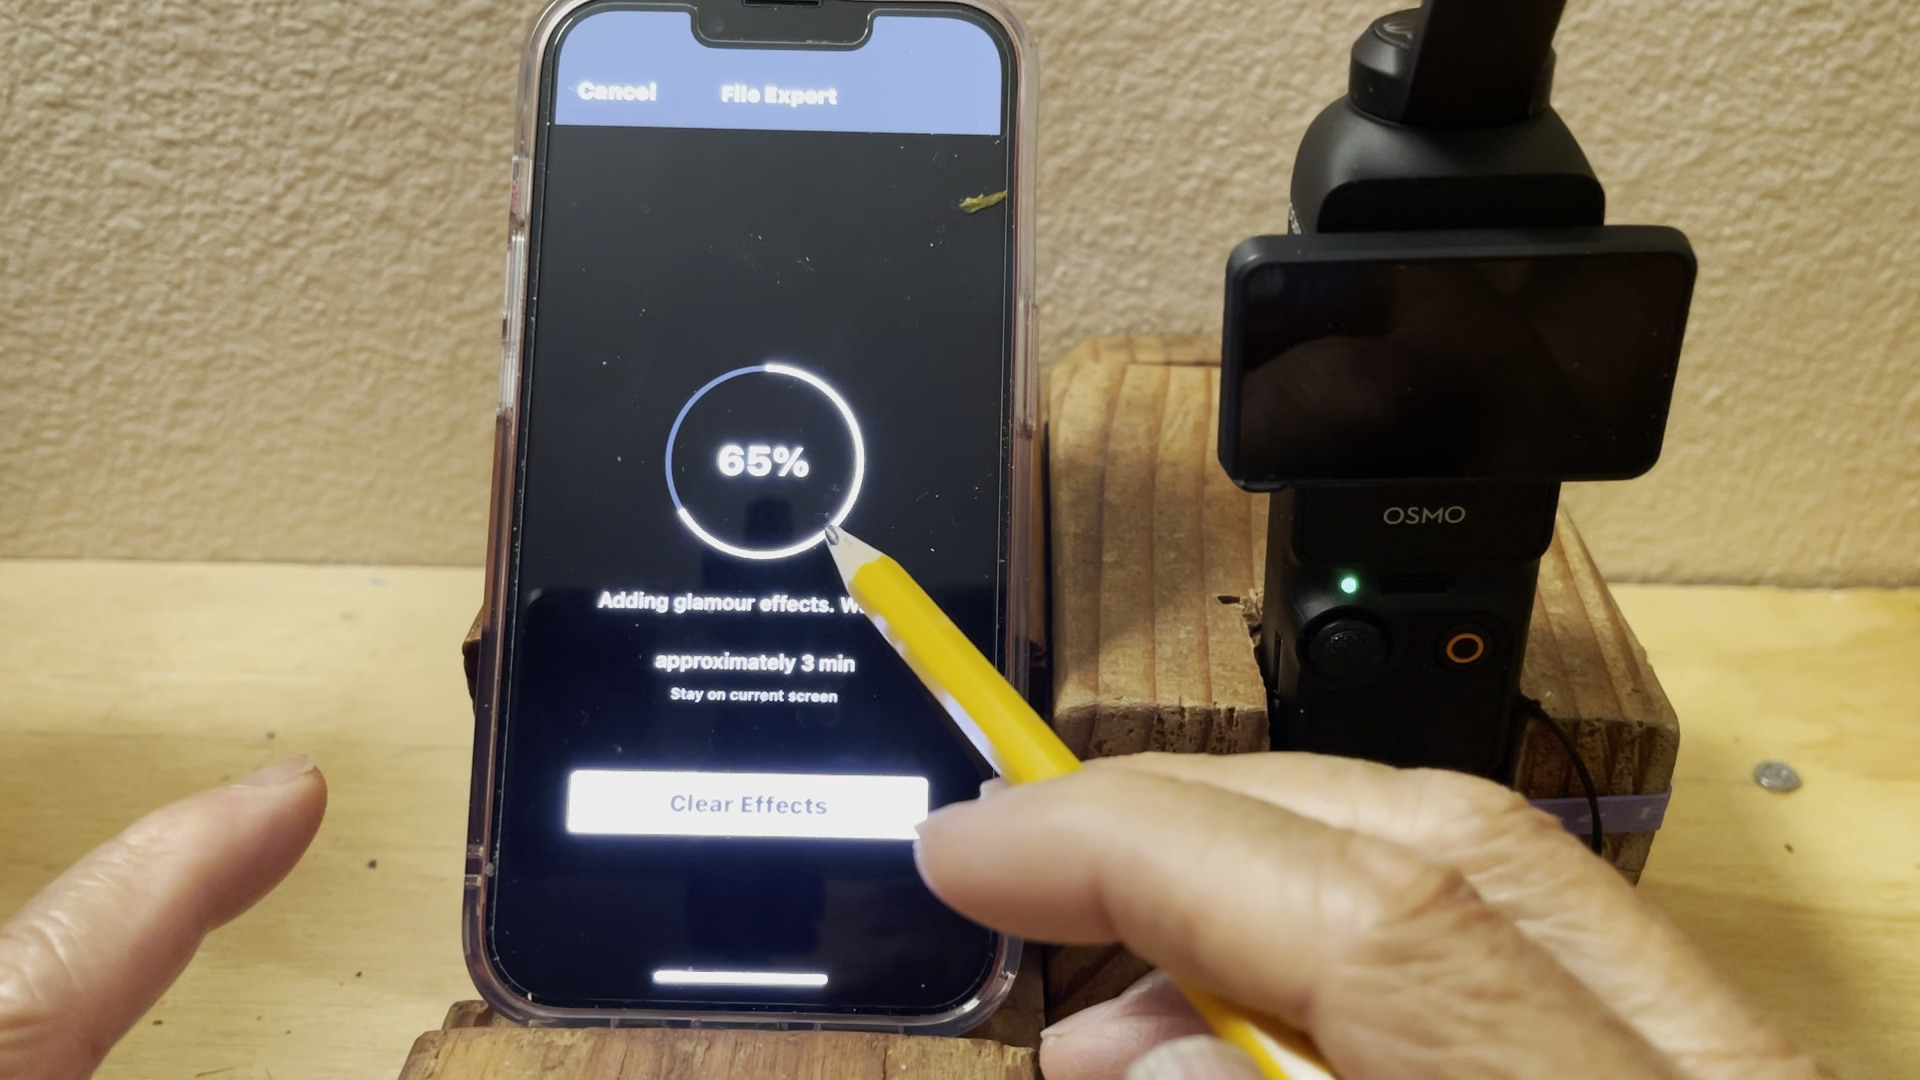 Cancel File Export
65%
Adding glamour effects.
approximately 3 min
Stay on current screen
Clear Effects
OSMO